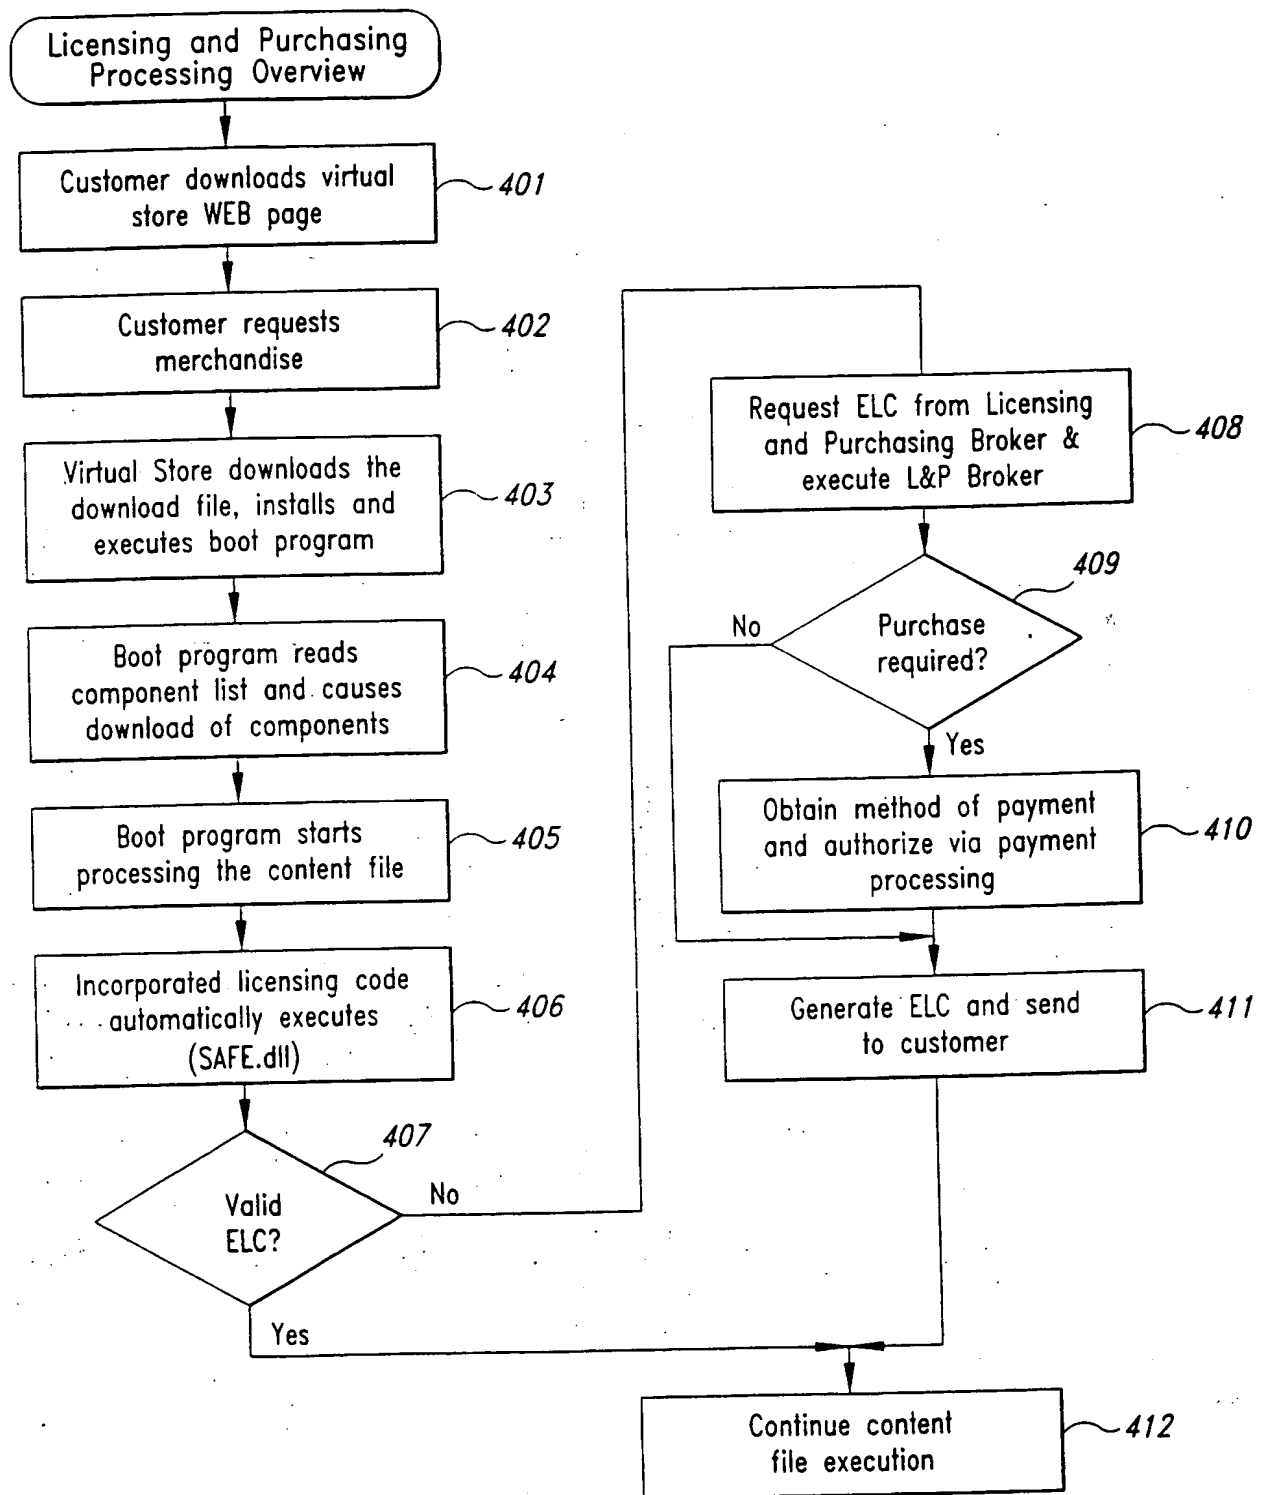 Licensing and Purchasing
Processing Overview
Customer downloads virtual
store WEB page
401
Customer requests
merchandise
402
Virtual Store downloads the
download file, installs and
executes boot program
403
Boot program reads
component list and causes
download of components
404
Boot program starts
processing the content file
405
Incorporated licensing code
automatically executes
(SAFE.dll)
406
407
Valid
ELC?
No
Yes
Request ELC from Licensing
and Purchasing Broker &
execute L&P Broker
408
409
Purchase
required?
No
Yes
Obtain method of payment
and authorize via payment
processing
410
Generate ELC and send
to customer
411
Continue content
file execution
412